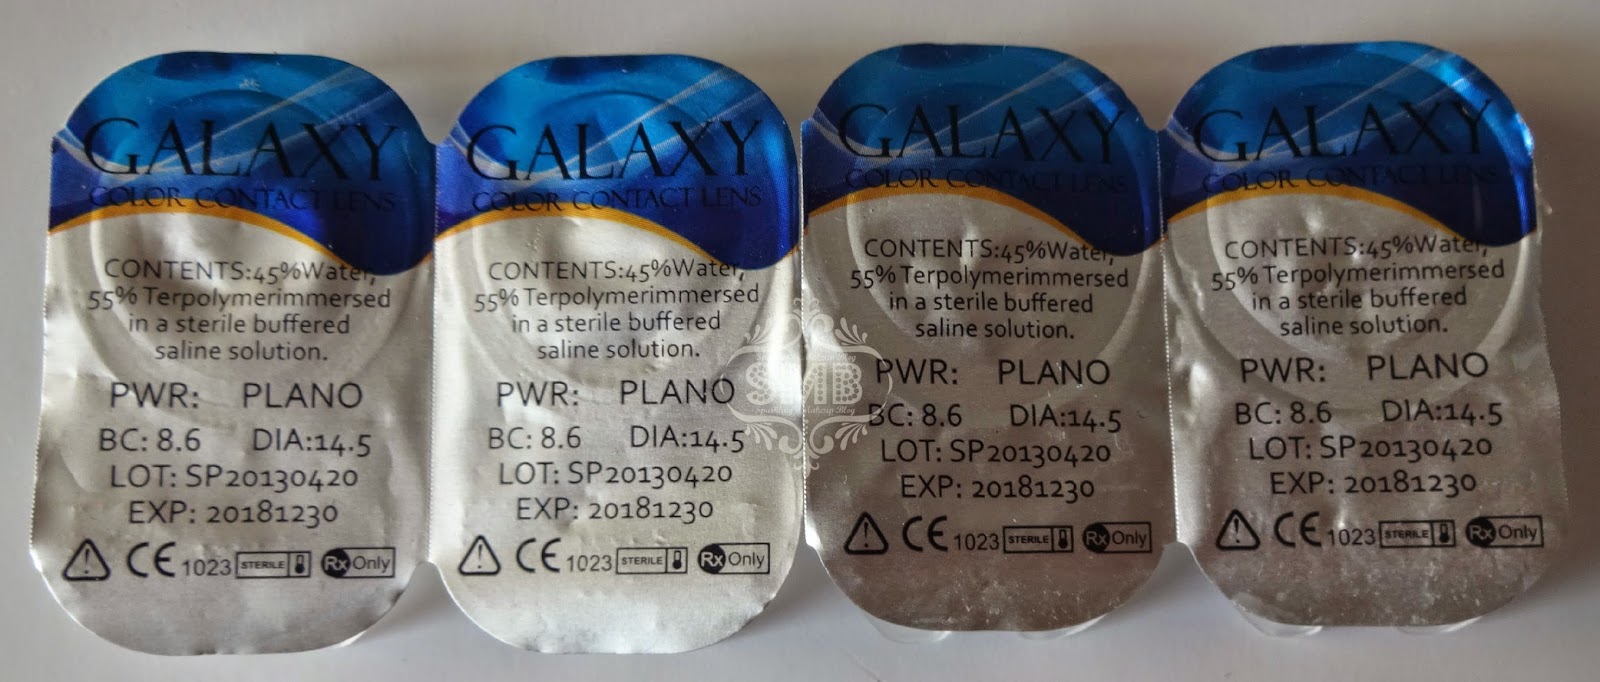 GALAXY
COLOR CONTACT LENS
CONTENTS:45%Water,
55% Terpolymerimmersed
in a sterile buffered
saline solution.
PWR: PLANO
BC: 8.6 DIA:14.5
LOT: SP20130420
EXP: 20181230
CE 1023 STERILE Rx Only
GALAXY
COLOR CONTACT LENS
CONTENTS:45%Water,
55% Terpolymerimmersed
in a sterile buffered
saline solution.
PWR: PLANO
BC: 8.6 DIA:14.5
LOT: SP20130420
EXP: 20181230
CE 1023 STERILE Rx Only
SMB
Sparkling Makeup Blog
GALAXY
COLOR CONTACT LENS
CONTENTS:45%Water,
55% Terpolymerimmersed
in a sterile buffered
saline solution.
PWR: PLANO
BC: 8.6 DIA:14.5
LOT: SP20130420
EXP: 20181230
CE 1023 STERILE Rx Only
GALAXY
COLOR CONTACT LENS
CONTENTS:45%Water,
55% Terpolymerimmersed
in a sterile buffered
saline solution.
PWR: PLANO
BC: 8.6 DIA:14.5
LOT: SP20130420
EXP: 20181230
CE 1023 STERILE Rx Only